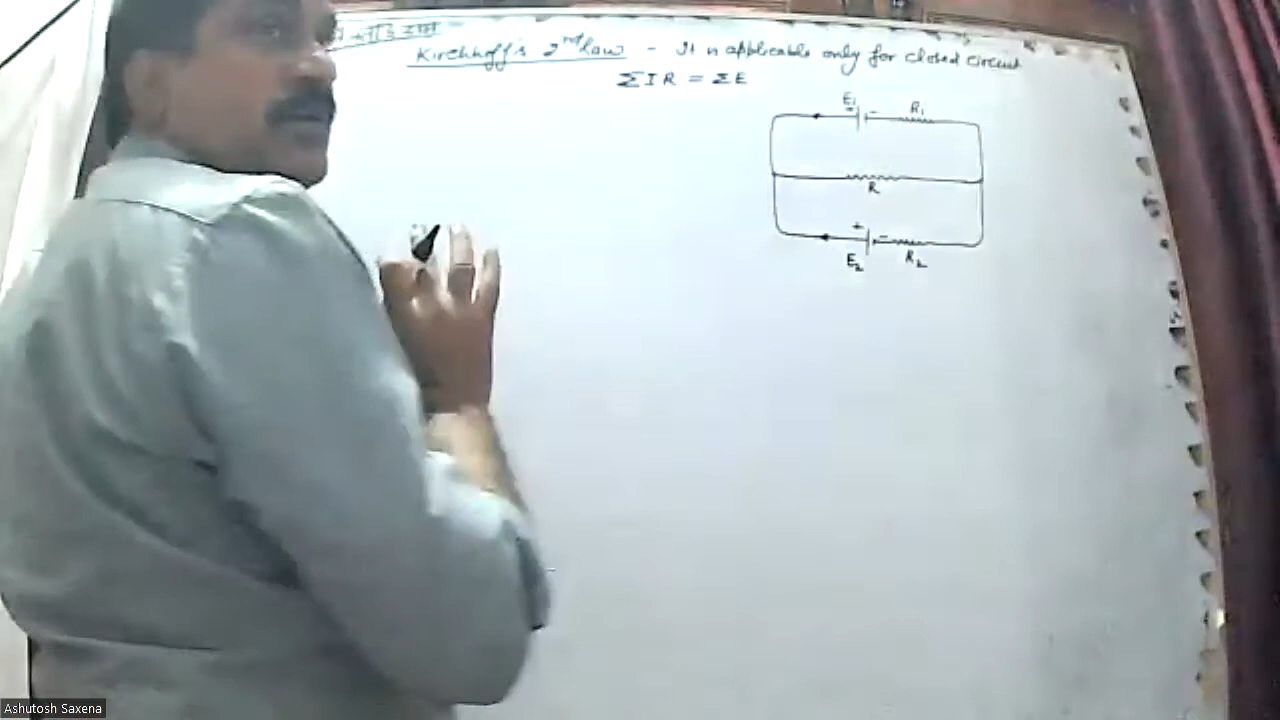 Kirchhoff's 2nd law - It is applicable only for closed circuit
ΣIR = ΣE
E1
+ -
R1
R
+ -
E2
R2
Ashutosh Saxena